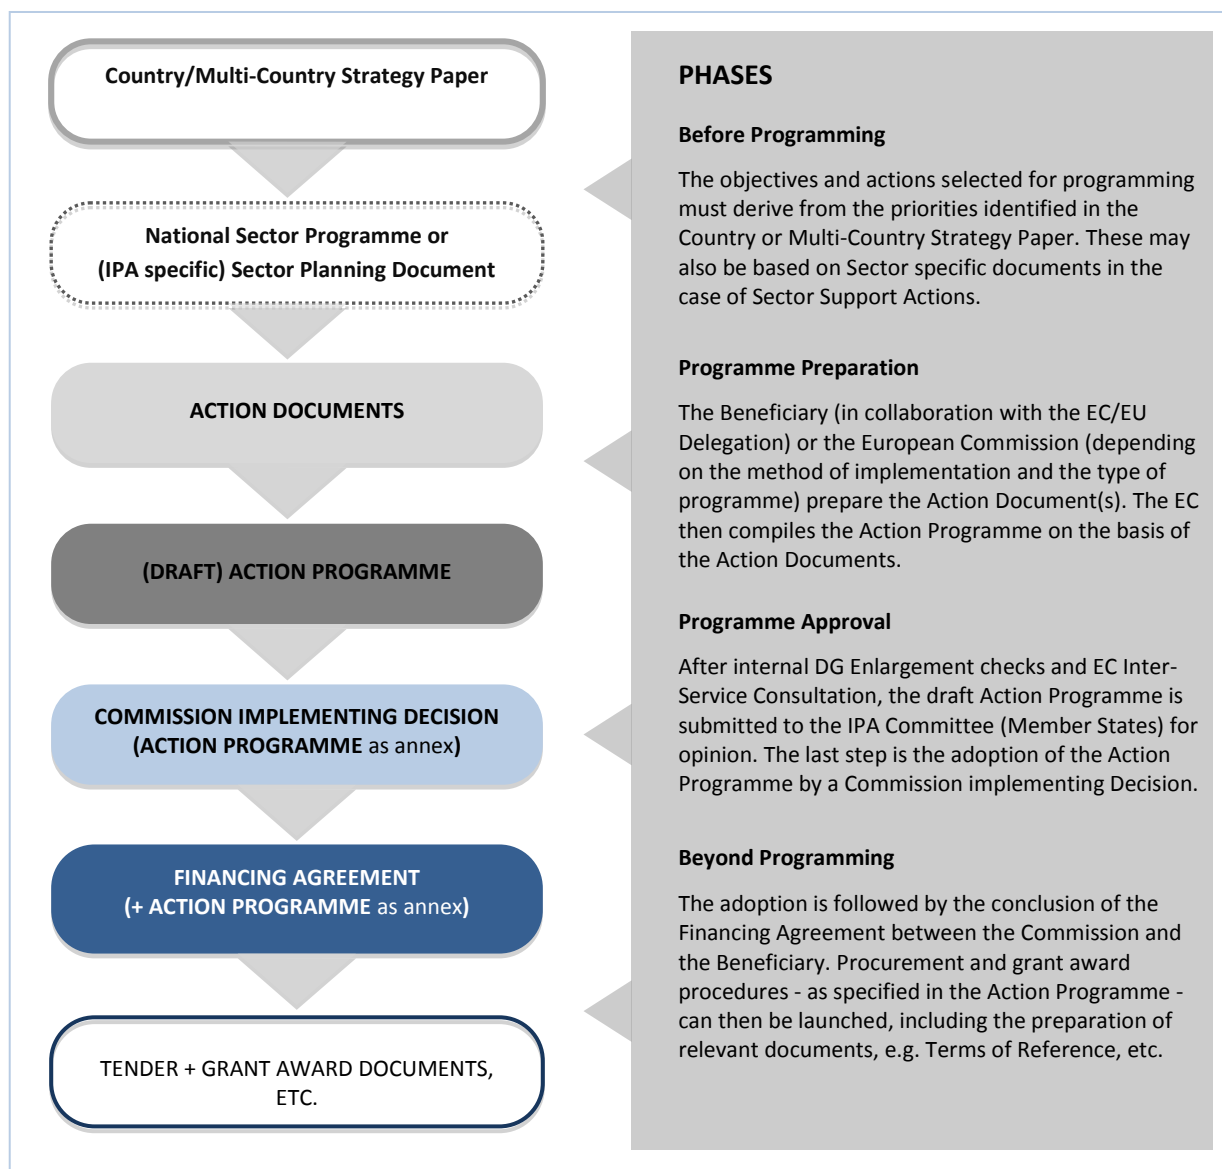 Country/Multi-Country Strategy Paper
National Sector Programme or
(IPA specific) Sector Planning Document
ACTION DOCUMENTS
(DRAFT) ACTION PROGRAMME
COMMISSION IMPLEMENTING DECISION
(ACTION PROGRAMME as annex)
FINANCING AGREEMENT
(+ ACTION PROGRAMME as annex)
TENDER + GRANT AWARD DOCUMENTS,
ETC.
PHASES
Before Programming
The objectives and actions selected for programming
must derive from the priorities identified in the
Country or Multi-Country Strategy Paper. These may
also be based on Sector specific documents in the
case of Sector Support Actions.
Programme Preparation
The Beneficiary (in collaboration with the EC/EU
Delegation) or the European Commission (depending
on the method of implementation and the type of
programme) prepare the Action Document(s). The EC
then compiles the Action Programme on the basis of
the Action Documents.
Programme Approval
After internal DG Enlargement checks and EC Inter-
Service Consultation, the draft Action Programme is
submitted to the IPA Committee (Member States) for
opinion. The last step is the adoption of the Action
Programme by a Commission implementing Decision.
Beyond Programming
The adoption is followed by the conclusion of the
Financing Agreement between the Commission and
the Beneficiary. Procurement and grant award
procedures - as specified in the Action Programme -
can then be launched, including the preparation of
relevant documents, e.g. Terms of Reference, etc.